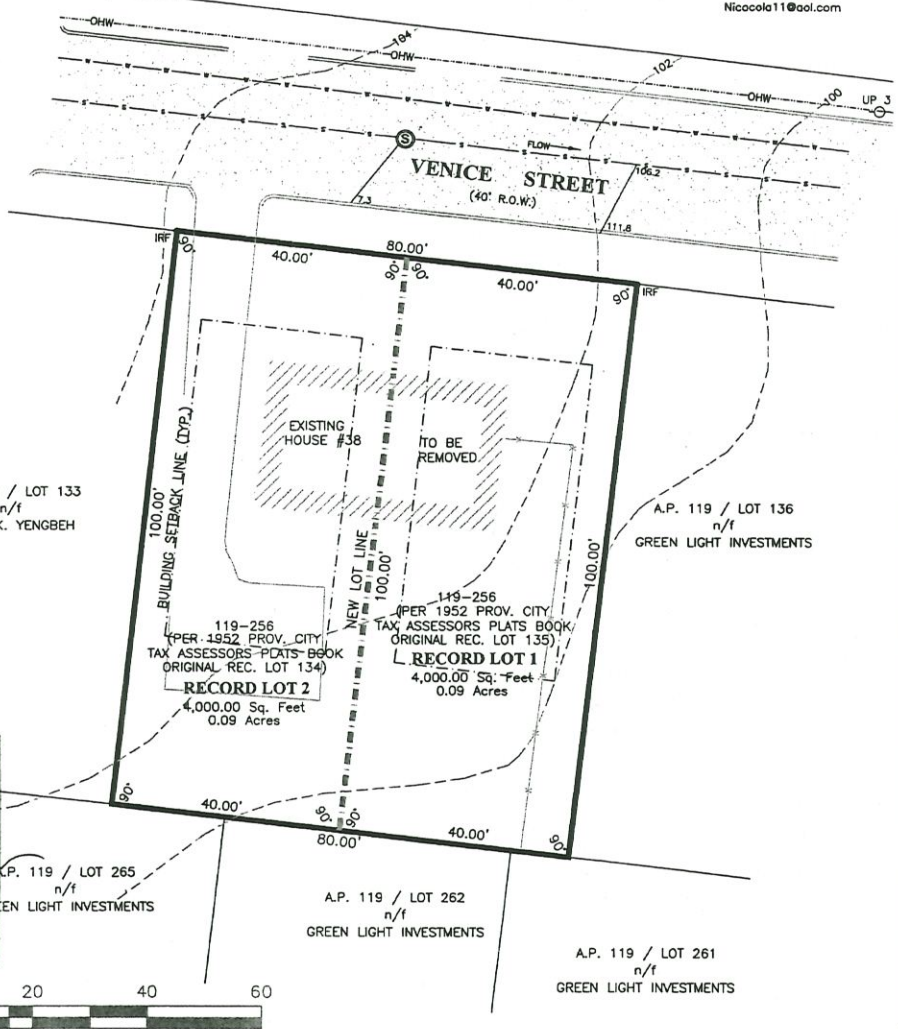 Nicocola11@aol.com
OHW
104
OHW
102
OHW
100
UP 3
W W W W W W W W W W W W W
S S S S S S
S
FLOW
S S S S S S
VENICE STREET
(40' R.O.W.)
106.2
7.3
111.8
IRF
90°
40.00'
80.00'
90° 90°
40.00'
90°
IRF
EXISTING
HOUSE #38
TO BE
REMOVED
BUILDING SETBACK LINE (TYP.)
100.00'
NEW LOT LINE
100.00'
100.00'
/ LOT 133
n/f
K. YENGBEH
A.P. 119 / LOT 136
n/f
GREEN LIGHT INVESTMENTS
119-256
(PER 1952 PROV. CITY
TAX ASSESSORS PLATS BOOK
ORIGINAL REC. LOT 134)
RECORD LOT 2
4,000.00 Sq. Feet
0.09 Acres
119-256
(PER 1952 PROV. CITY
TAX ASSESSORS PLATS BOOK
ORIGINAL REC. LOT 135)
RECORD LOT 1
4,000.00 Sq. Feet
0.09 Acres
90°
40.00'
90° 90°
80.00'
40.00'
90°
.P. 119 / LOT 265
n/f
EEN LIGHT INVESTMENTS
A.P. 119 / LOT 262
n/f
GREEN LIGHT INVESTMENTS
A.P. 119 / LOT 261
n/f
GREEN LIGHT INVESTMENTS
20 40 60